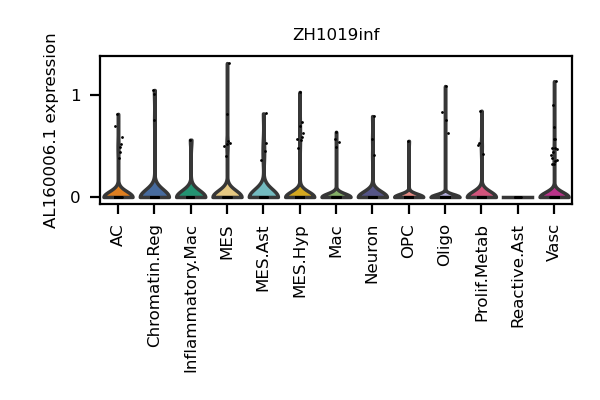 ZH1019inf
AL160006.1 expression
1
0
AC
Chromatin.Reg
Inflammatory.Mac
MES
MES.Ast
MES.Hyp
Mac
Neuron
OPC
Oligo
Prolif.Metab
Reactive.Ast
Vasc